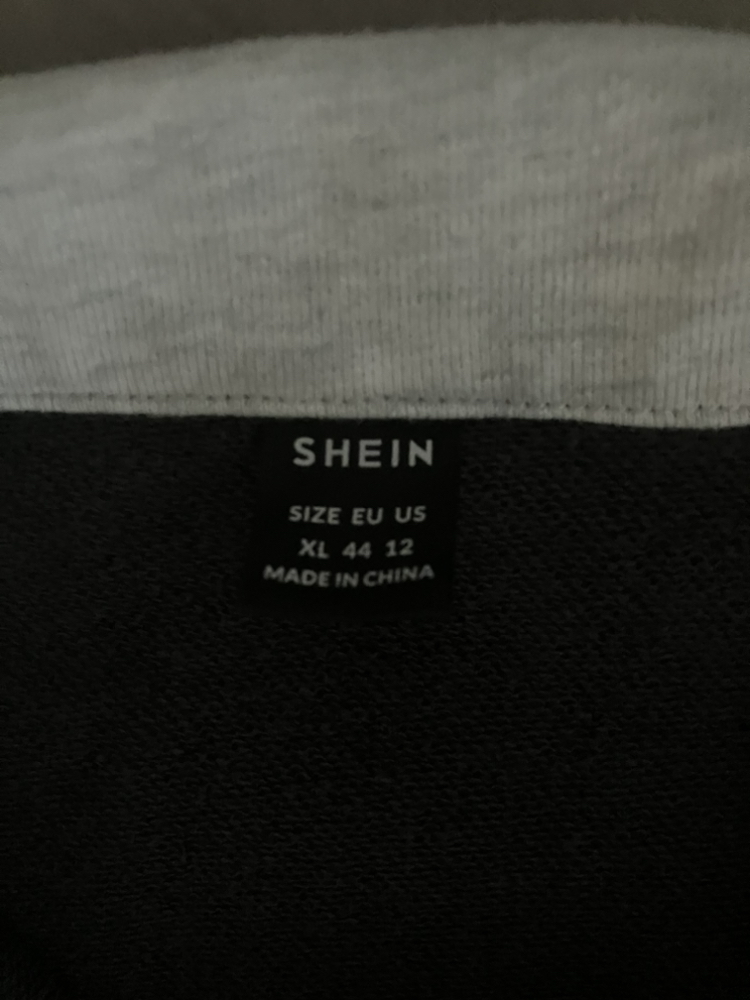 SHEIN
SIZE EU US
XL 44 12
MADE IN CHINA